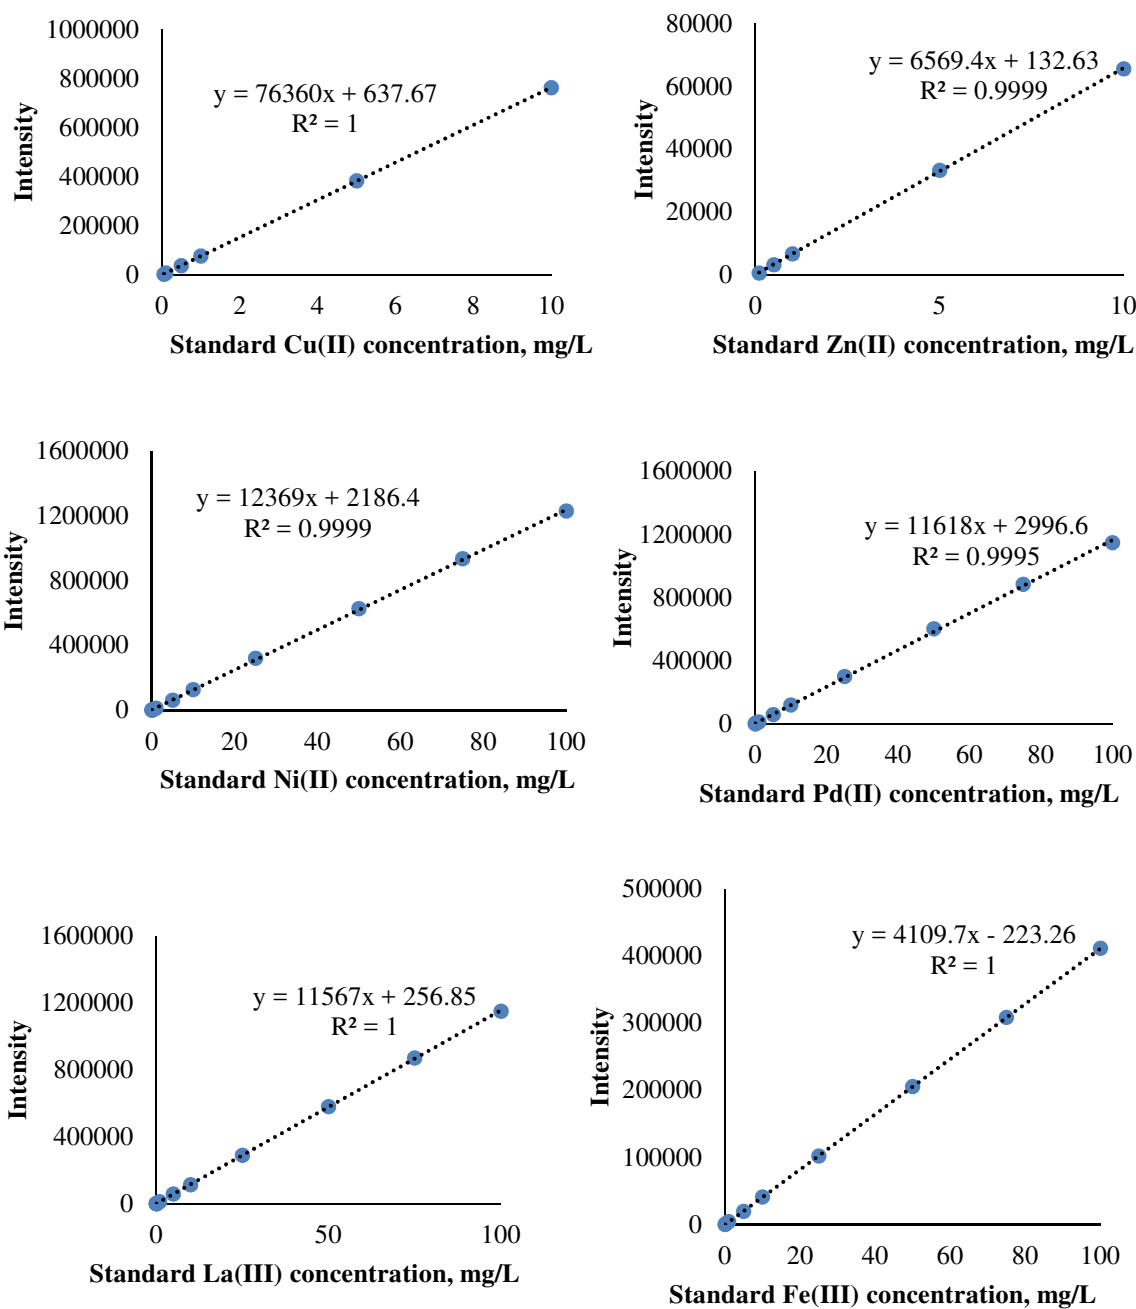 1000000
800000
600000
400000
200000
0
Intensity
y = 76360x + 637.67
R² = 1
0 2 4 6 8 10
Standard Cu(II) concentration, mg/L
80000
60000
40000
20000
0
Intensity
y = 6569.4x + 132.63
R² = 0.9999
0 5 10
Standard Zn(II) concentration, mg/L
1600000
1200000
800000
400000
0
Intensity
y = 12369x + 2186.4
R² = 0.9999
0 20 40 60 80 100
Standard Ni(II) concentration, mg/L
1600000
1200000
800000
400000
0
Intensity
y = 11618x + 2996.6
R² = 0.9995
0 20 40 60 80 100
Standard Pd(II) concentration, mg/L
1600000
1200000
800000
400000
0
Intensity
y = 11567x + 256.85
R² = 1
0 50 100
Standard La(III) concentration, mg/L
500000
400000
300000
200000
100000
0
Intensity
y = 4109.7x - 223.26
R² = 1
0 20 40 60 80 100
Standard Fe(III) concentration, mg/L